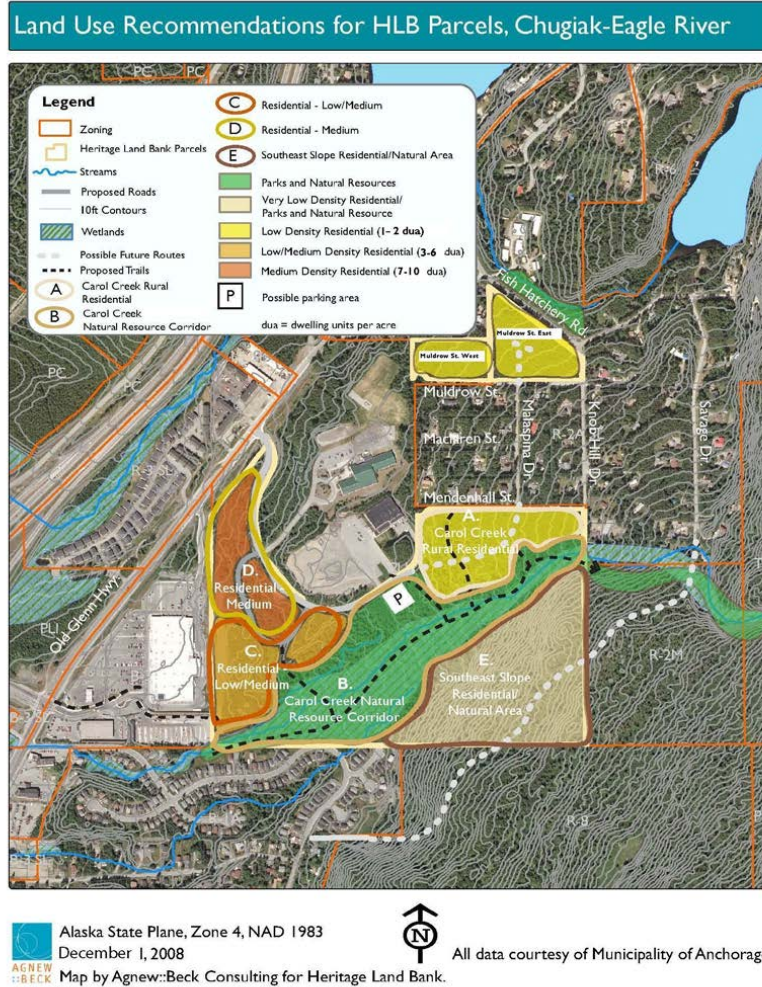 Land Use Recommendations for HLB Parcels, Chugiak-Eagle River
PC
PC
Legend
Zoning
Heritage Land Bank Parcels
Streams
Proposed Roads
10ft Contours
Wetlands
Possible Future Routes
Proposed Trails
A
Carol Creek Rural
Residential
B
Carol Creek
Natural Resource Corridor
C
Residential - Low/Medium
D
Residential - Medium
E
Southeast Slope Residential/Natural Area
Parks and Natural Resources
Very Low Density Residential/
Parks and Natural Resource
Low Density Residential (1- 2 dua)
Low/Medium Density Residential (3-6 dua)
Medium Density Residential (7-10 dua)
P
Possible parking area
dua = dwelling units per acre
Fish Hatchery Rd
Muldrow St. East
Muldrow St. West
Muldrow St.
Machiren St.
Mendenhall St.
Malaspina Dr.
Knob Hill Dr.
Savage Dr.
R-2A
PC
PC
R-3 SL
PLI
Old Glenn Hwy
A.
Carol Creek
Rural Residential
D.
Residential
Medium
P
C.
Residential
Low/Medium
B.
Carol Creek Natural
Resource Corridor
E.
Southeast Slope
Residential/
Natural Area
R-2M
B-3 SL
R-8
N
AGNEW
::BECK
Alaska State Plane, Zone 4, NAD 1983
December 1, 2008
Map by Agnew::Beck Consulting for Heritage Land Bank.
All data courtesy of Municipality of Anchorag